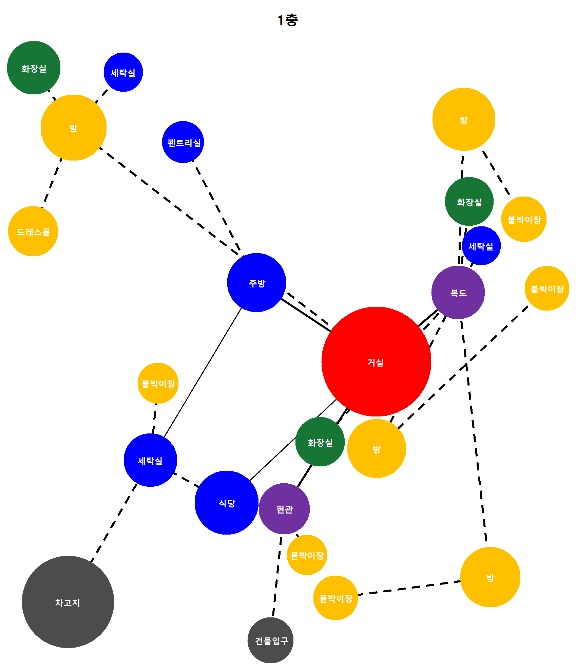 1층
화장실
세탁실
방
펜트리실
방
화장실
붙박이장
드레스룸
세탁실
주방
복도
붙박이장
거실
붙박이장
화장실
방
세탁실
식당
현관
붙박이장
방
붙박이장
차고지
건물입구